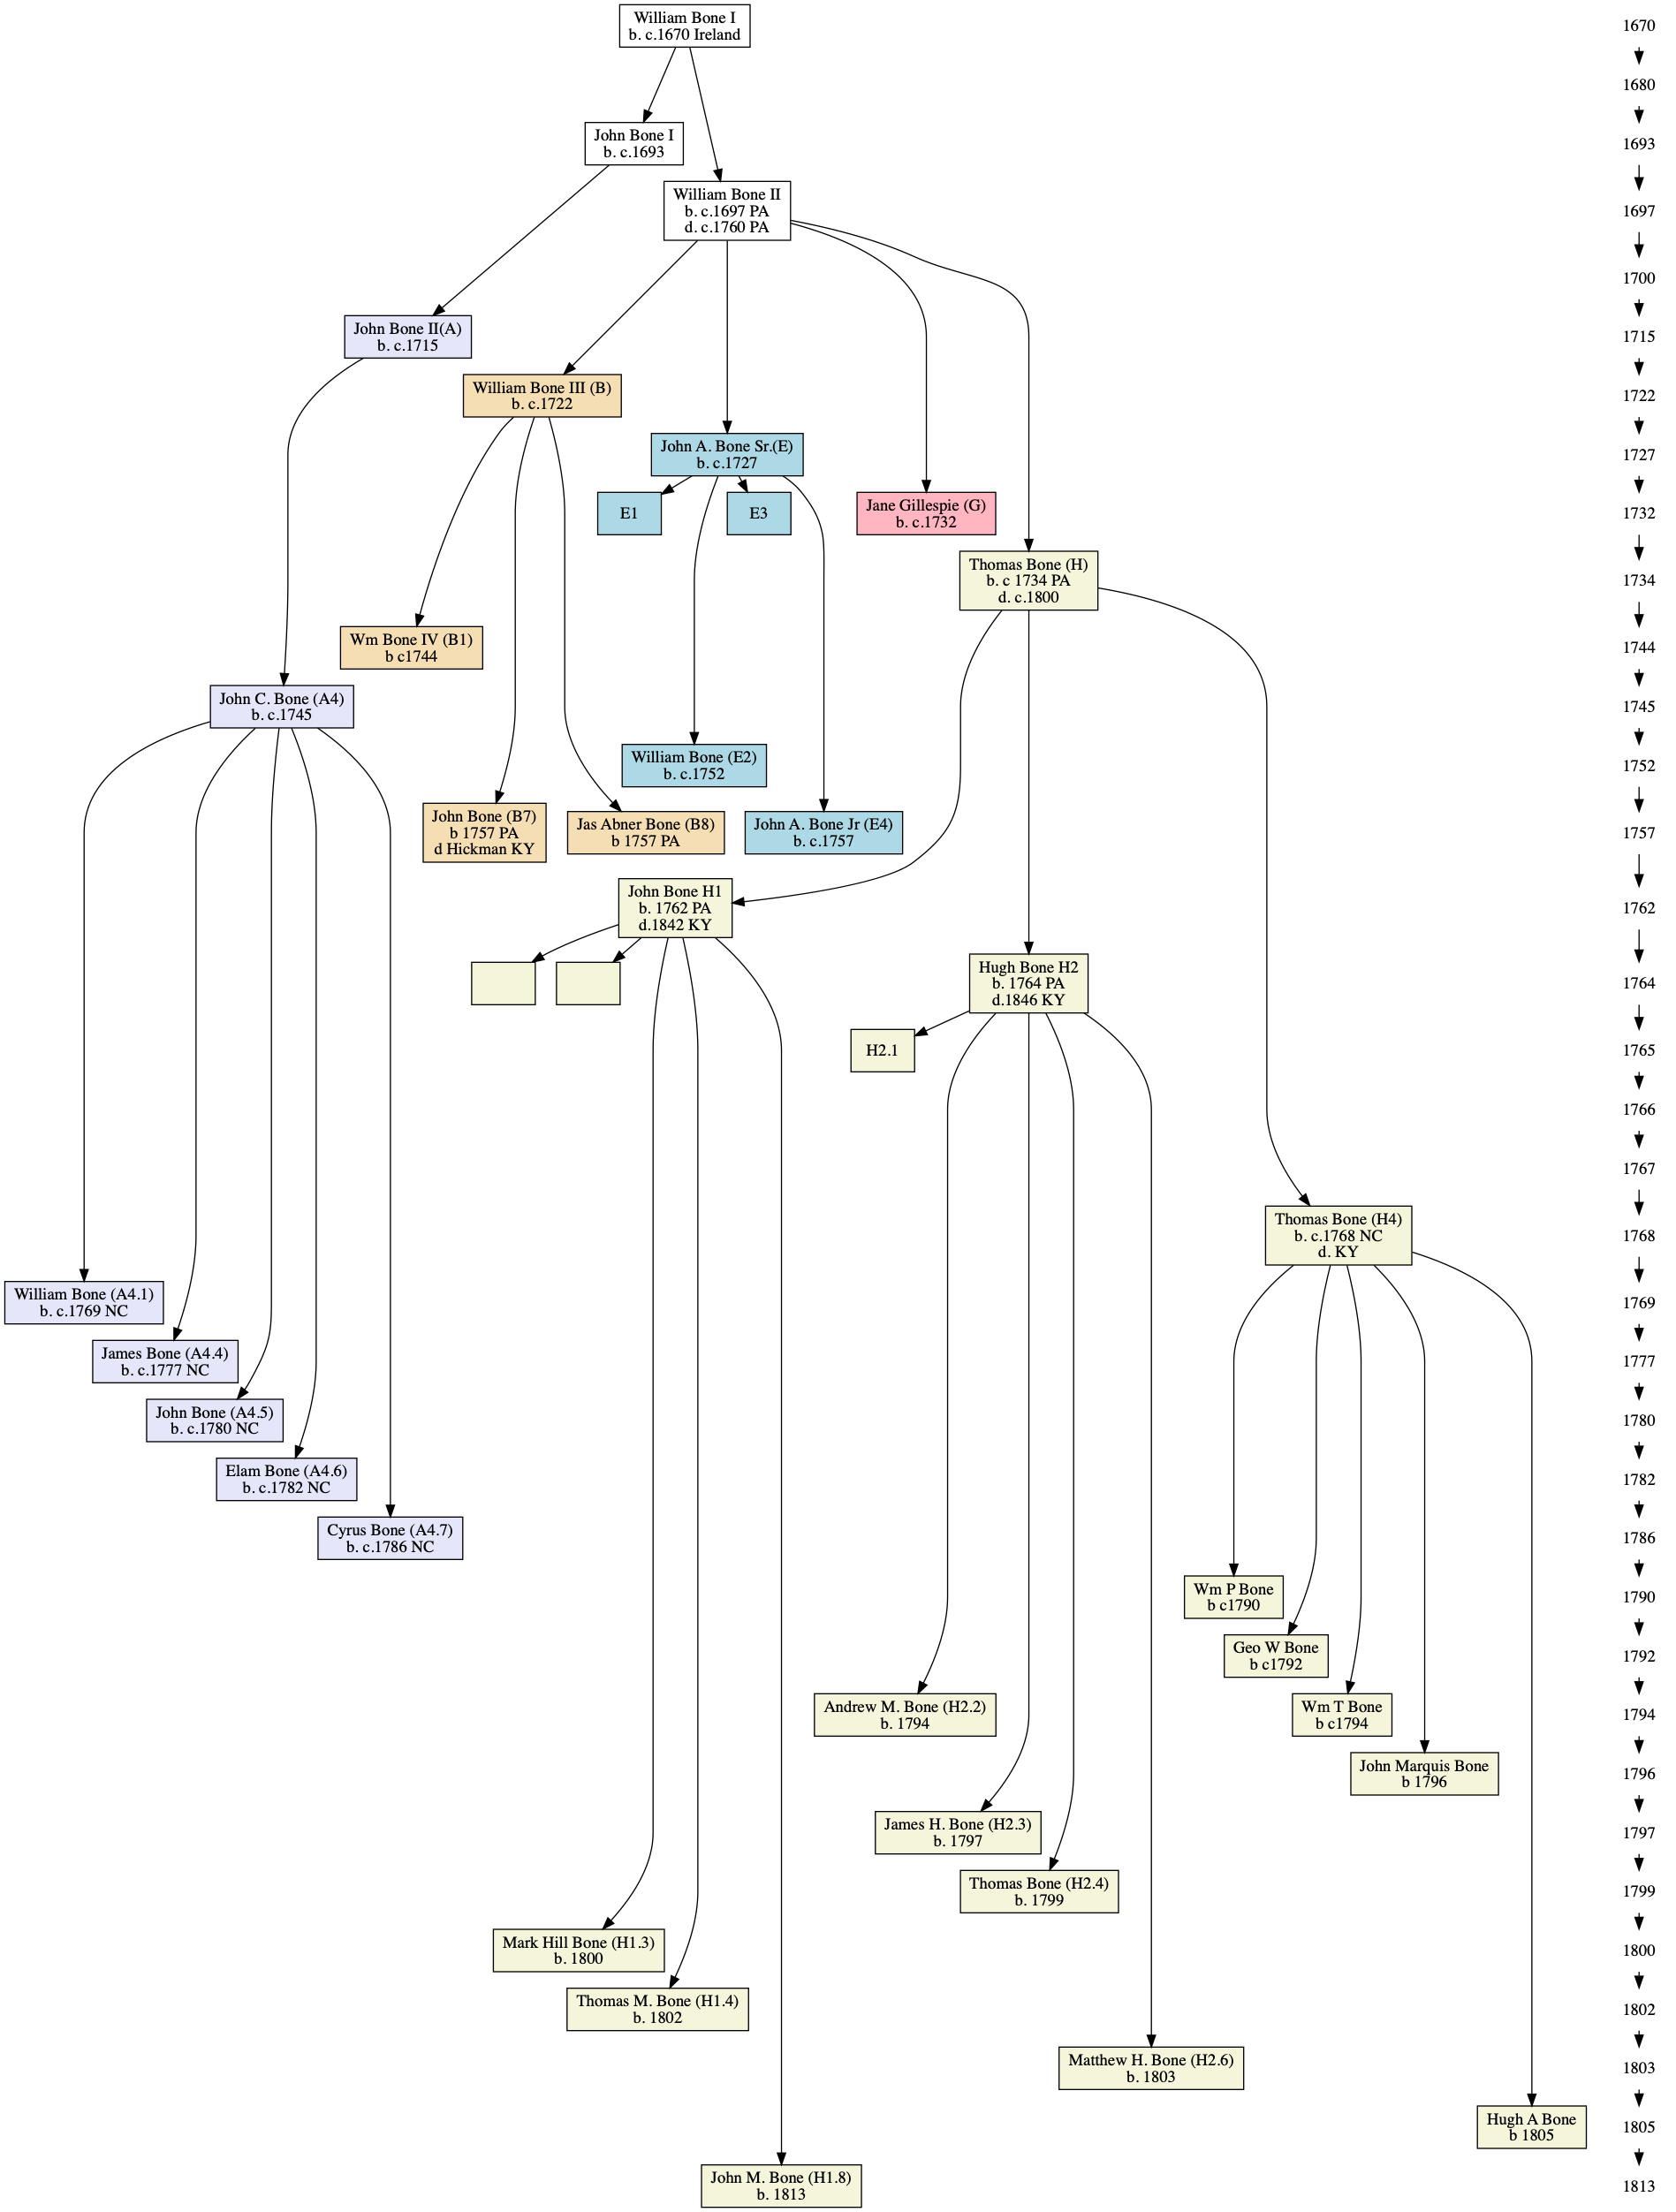 William Bone I
b. c.1670 Ireland
1670
1680
John Bone I
b. c.1693
1693
William Bone II
b. c.1697 PA
d. c.1760 PA
1697
1700
John Bone II(A)
b. c.1715
1715
William Bone III (B)
b. c.1722
1722
John A. Bone Sr.(E)
b. c.1727
1727
E1
E3
Jane Gillespie (G)
b. c.1732
1732
Thomas Bone (H)
b. c 1734 PA
d. c.1800
1734
Wm Bone IV (B1)
b c1744
1744
John C. Bone (A4)
b. c.1745
1745
William Bone (E2)
b. c.1752
1752
John Bone (B7)
b 1757 PA
d Hickman KY
Jas Abner Bone (B8)
b 1757 PA
John A. Bone Jr (E4)
b. c.1757
1757
John Bone H1
b. 1762 PA
d.1842 KY
1762
Hugh Bone H2
b. 1764 PA
d.1846 KY
1764
H2.1
1765
1766
1767
Thomas Bone (H4)
b. c.1768 NC
d. KY
1768
William Bone (A4.1)
b. c.1769 NC
1769
James Bone (A4.4)
b. c.1777 NC
1777
John Bone (A4.5)
b. c.1780 NC
1780
Elam Bone (A4.6)
b. c.1782 NC
1782
Cyrus Bone (A4.7)
b. c.1786 NC
1786
Wm P Bone
b c1790
1790
Geo W Bone
b c1792
1792
Andrew M. Bone (H2.2)
b. 1794
Wm T Bone
b c1794
1794
John Marquis Bone
b 1796
1796
James H. Bone (H2.3)
b. 1797
1797
Thomas Bone (H2.4)
b. 1799
1799
Mark Hill Bone (H1.3)
b. 1800
1800
Thomas M. Bone (H1.4)
b. 1802
1802
Matthew H. Bone (H2.6)
b. 1803
1803
Hugh A Bone
b 1805
1805
John M. Bone (H1.8)
b. 1813
1813